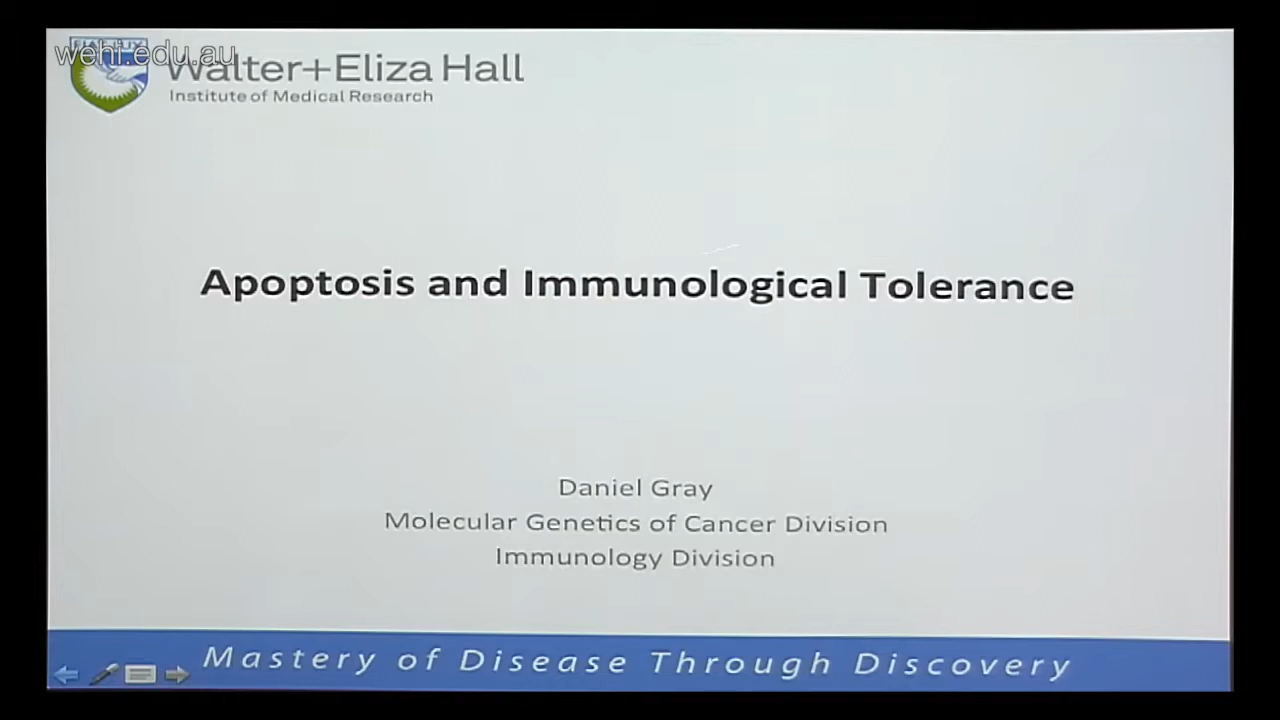 wehi.edu.au
Walter+Eliza Hall
Institute of Medical Research
Apoptosis and Immunological Tolerance
Daniel Gray
Molecular Genetics of Cancer Division
Immunology Division
Mastery of Disease Through Discovery